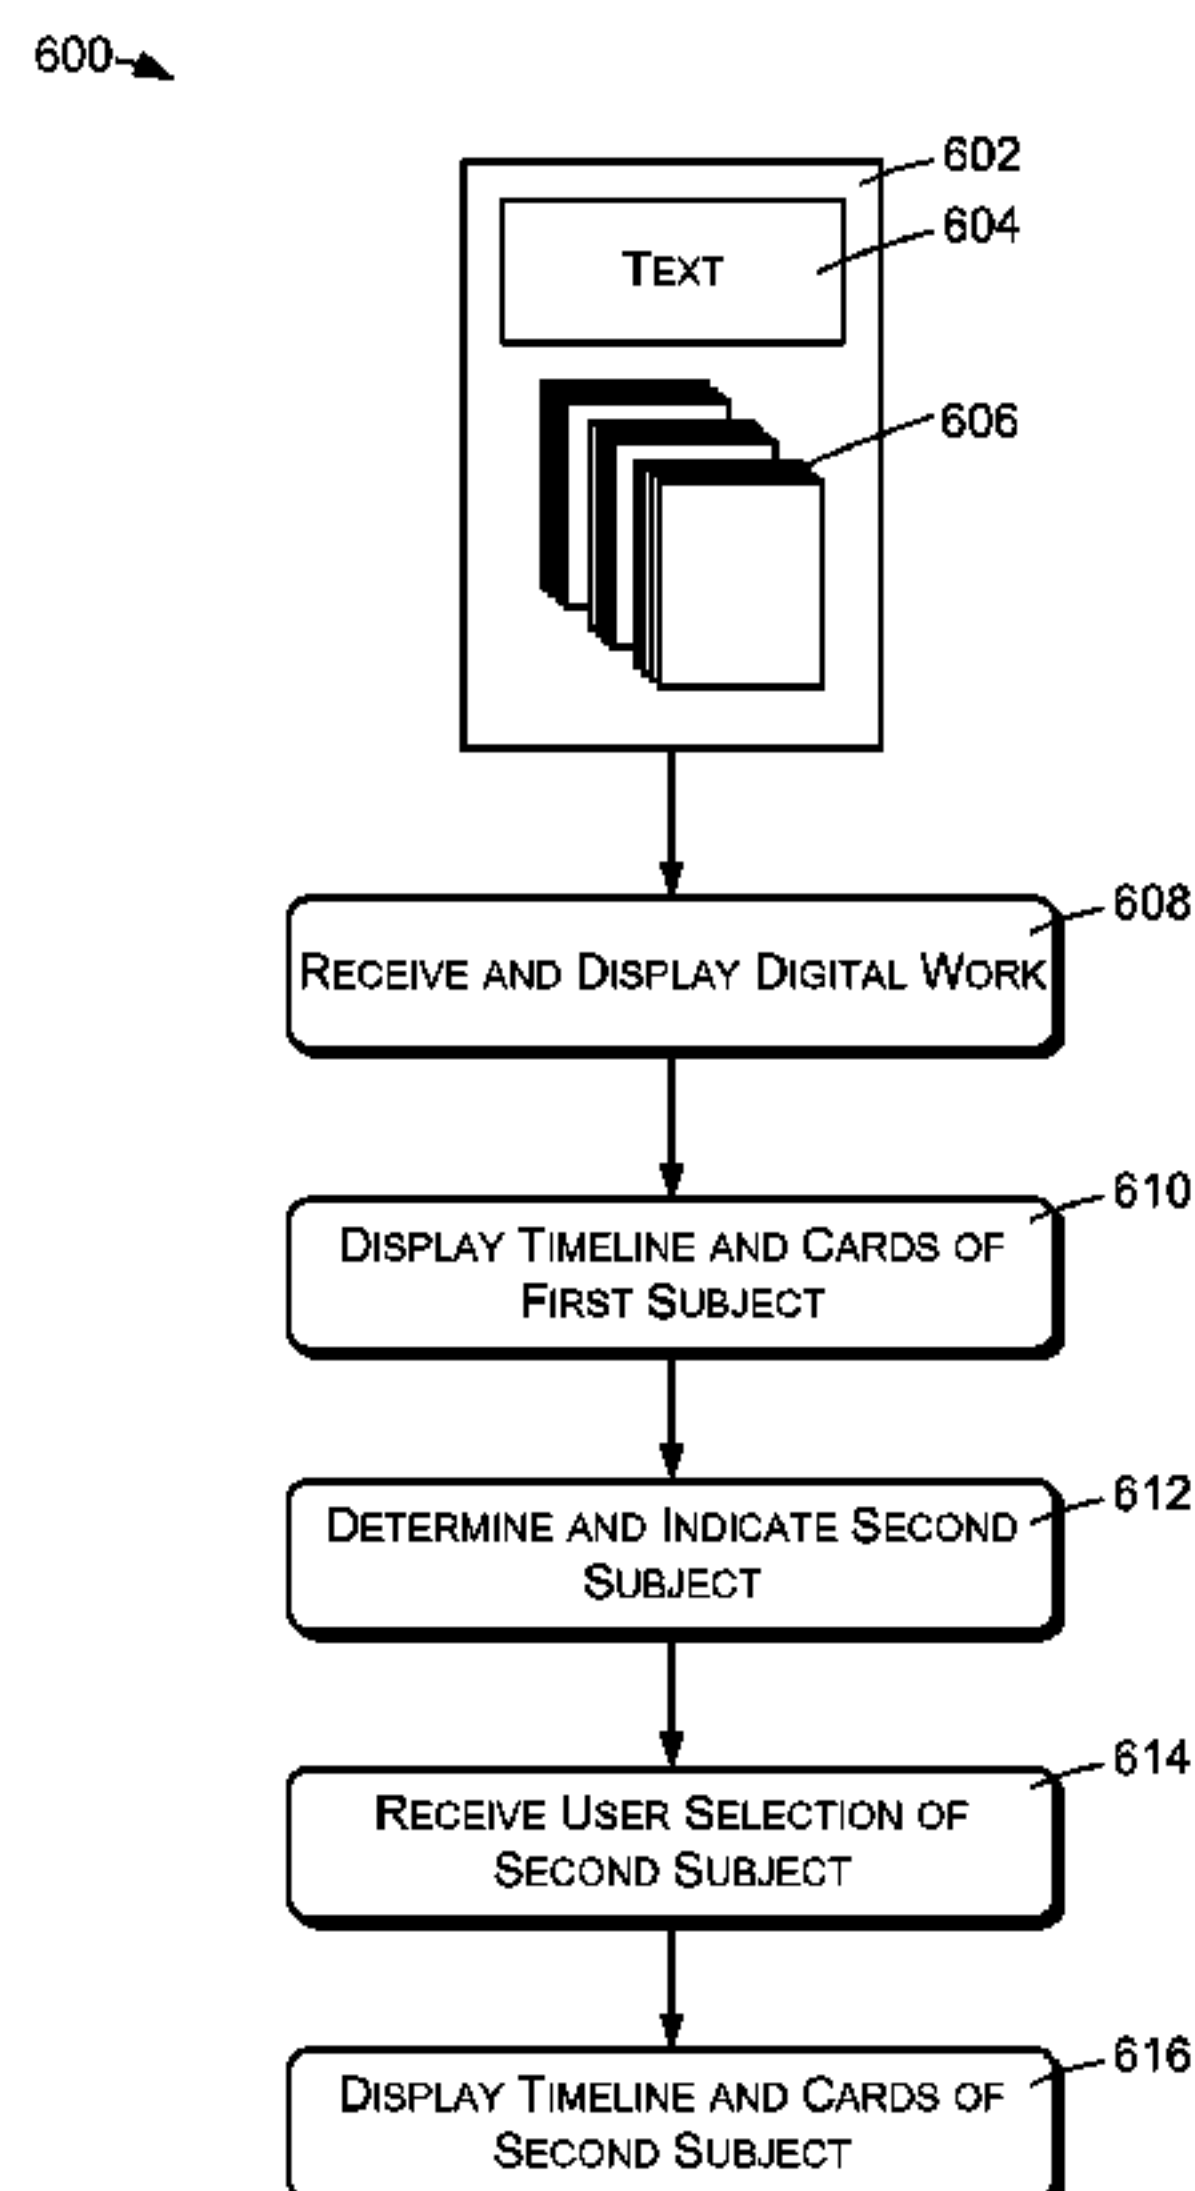 600
602
604
TEXT
606
608
RECEIVE AND DISPLAY DIGITAL WORK
610
DISPLAY TIMELINE AND CARDS OF
FIRST SUBJECT
612
DETERMINE AND INDICATE SECOND
SUBJECT
614
RECEIVE USER SELECTION OF
SECOND SUBJECT
616
DISPLAY TIMELINE AND CARDS OF
SECOND SUBJECT